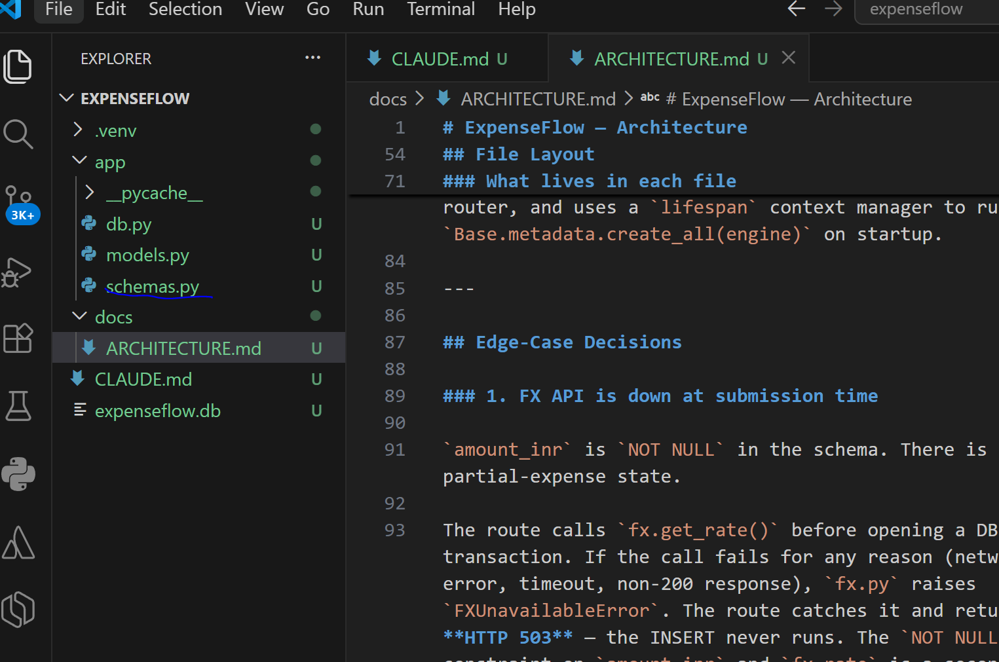 File Edit Selection View Go Run Terminal Help expenseflow
EXPLORER ···
EXPENSEFLOW
.venv
app
__pycache__
3K+
db.py U
models.py U
schemas.py U
docs
ARCHITECTURE.md U
CLAUDE.md U
expenseflow.db U
CLAUDE.md U ARCHITECTURE.md U
docs > ARCHITECTURE.md > abc # ExpenseFlow — Architecture
1 # ExpenseFlow — Architecture
54 ## File Layout
71 ### What lives in each file
router, and uses a `lifespan` context manager to ru
`Base.metadata.create_all(engine)` on startup.
84
85 ---
86
87 ## Edge-Case Decisions
88
89 ### 1. FX API is down at submission time
90
91 `amount_inr` is `NOT NULL` in the schema. There is
partial-expense state.
92
93 The route calls `fx.get_rate()` before opening a DB
transaction. If the call fails for any reason (netw
error, timeout, non-200 response), `fx.py` raises
`FXUnavailableError`. The route catches it and retu
**HTTP 503** — the INSERT never runs. The `NOT NULL
constraint on `amount_inr` and `fx_rate` is a secon